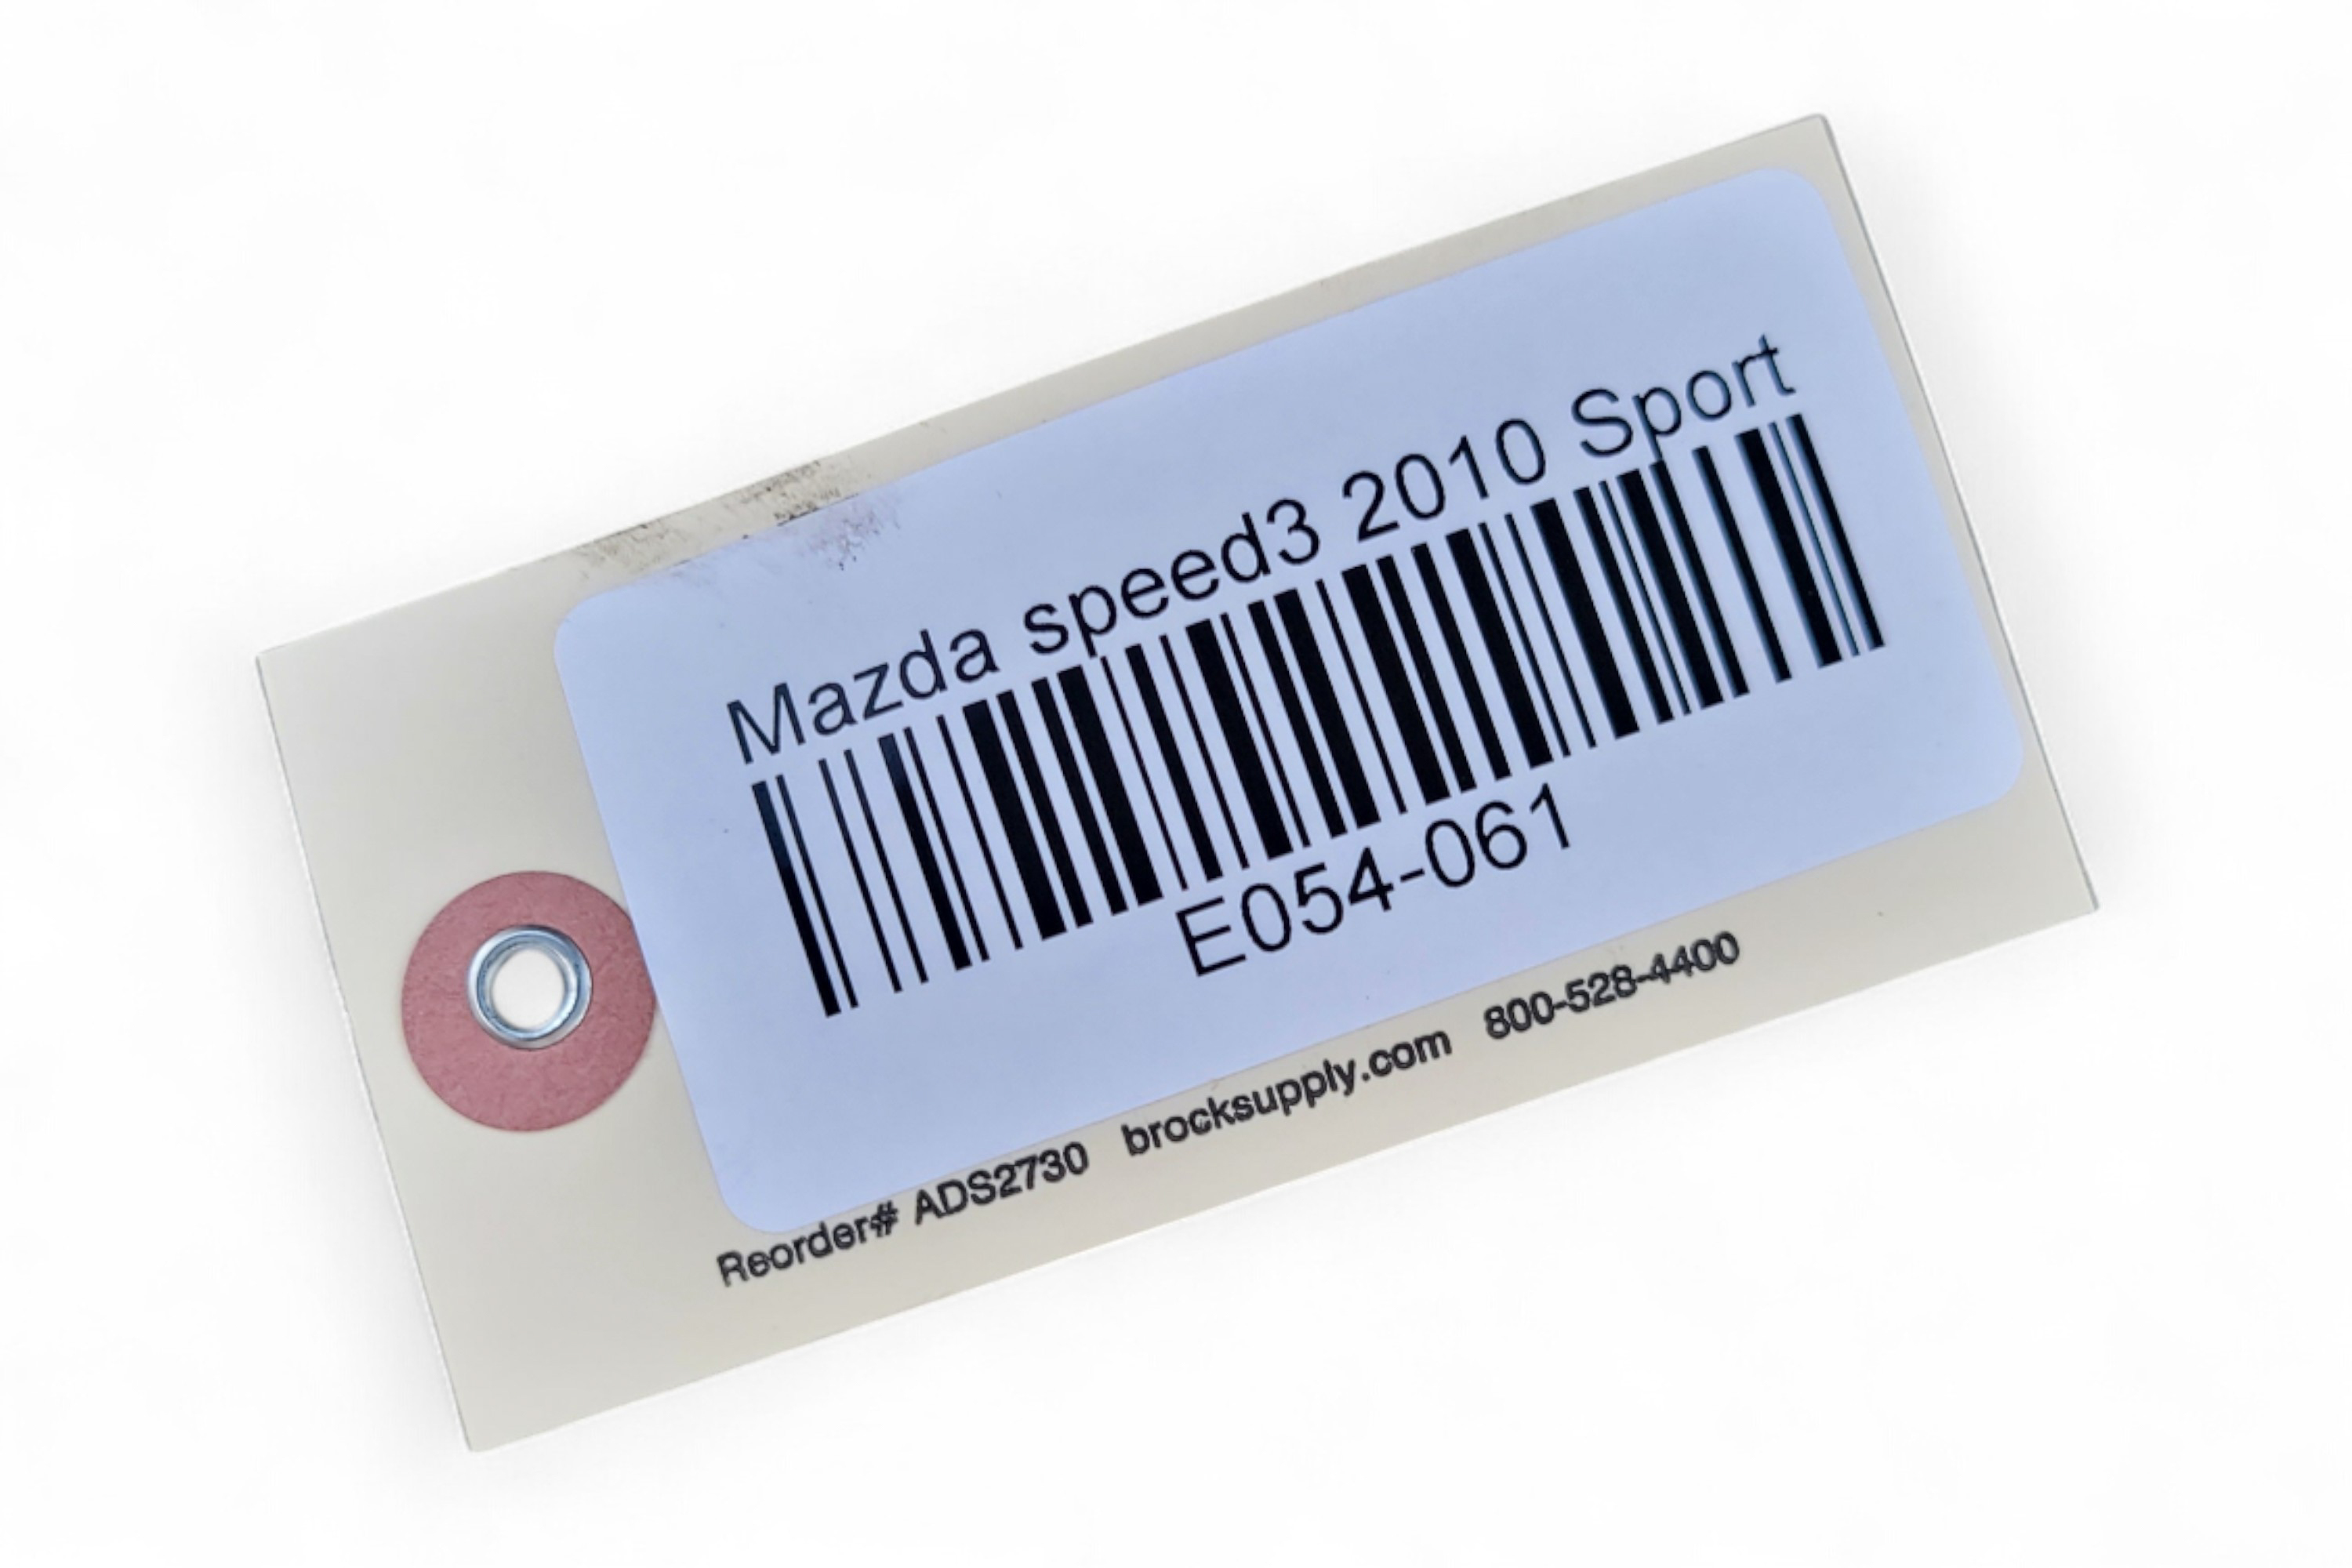 Mazda speed3 2010 Sport
E054-061
Reorder# ADS2730 brocksupply.com 800-528-4400